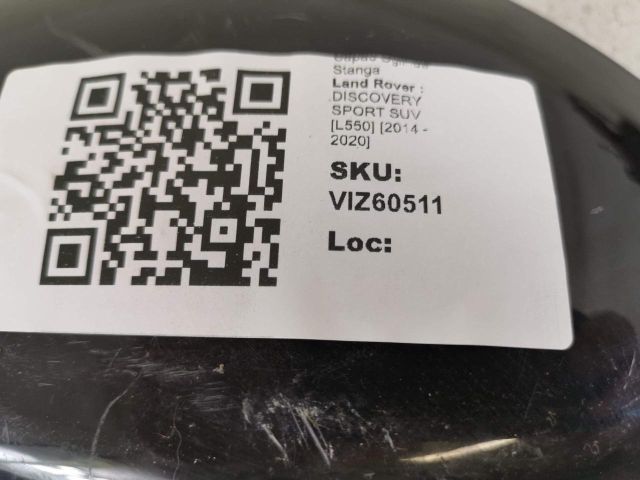 Stanga
Land Rover :
DISCOVERY
SPORT SUV
[L550] [2014 -
2020]
SKU:
VIZ60511
Loc: